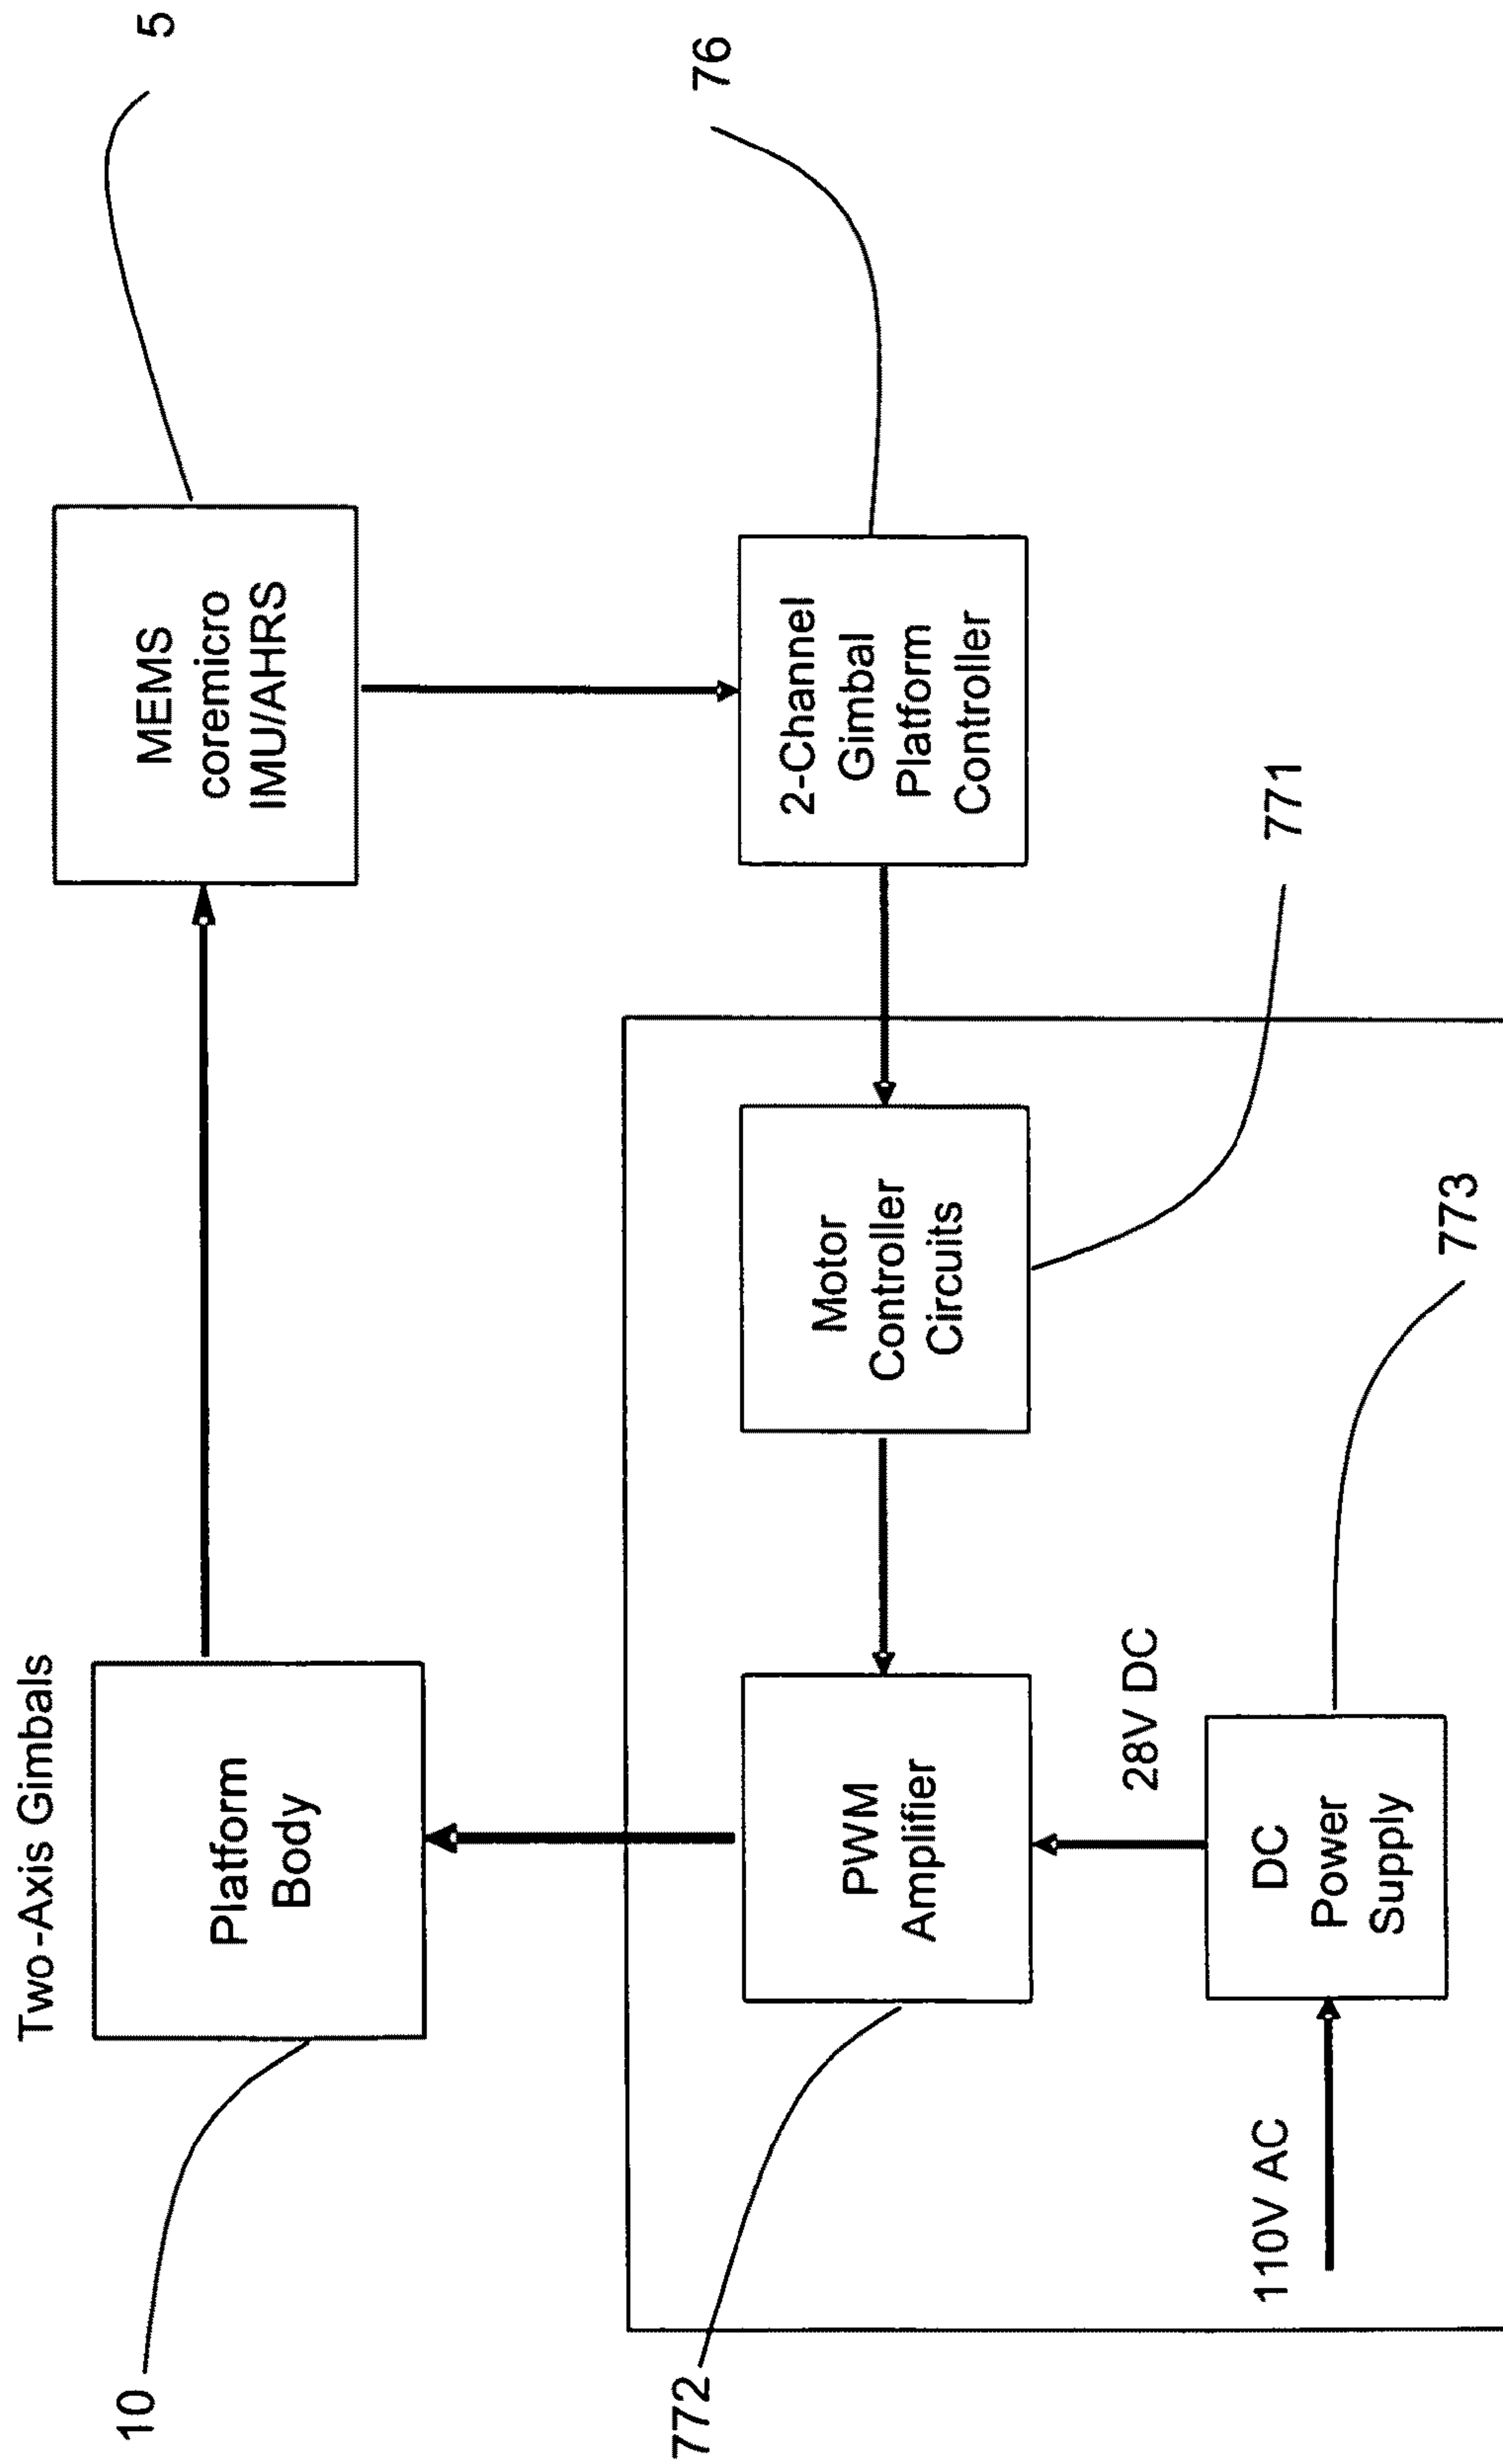 Two-Axis Gimbals
10
Platform
Body
MEMS
coremicro
IMU/AHRS
5
772
PWM
Amplifier
Motor
Controller
Circuits
2-Channel
Gimbal
Platform
Controller
76
28V DC
771
110V AC
DC
Power
Supply
773